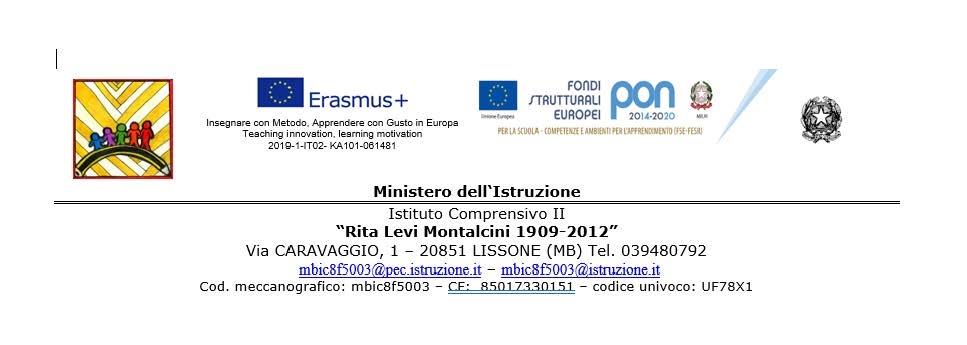 Erasmus+
Insegnare con Metodo, Apprendere con Gusto in Europa
Teaching innovation, learning motivation
2019-1-IT02- KA101-061481
Unione Europea
FONDI
STRUTTURALI
EUROPEI
pon
2014-2020
MIUR
PER LA SCUOLA - COMPETENZE E AMBIENTI PER L'APPRENDIMENTO (FSE-FESR)
Ministero dell‘Istruzione
Istituto Comprensivo II
“Rita Levi Montalcini 1909-2012”
Via CARAVAGGIO, 1 – 20851 LISSONE (MB) Tel. 039480792
mbic8f5003@pec.istruzione.it – mbic8f5003@istruzione.it
Cod. meccanografico: mbic8f5003 – CF: 85017330151 – codice univoco: UF78X1